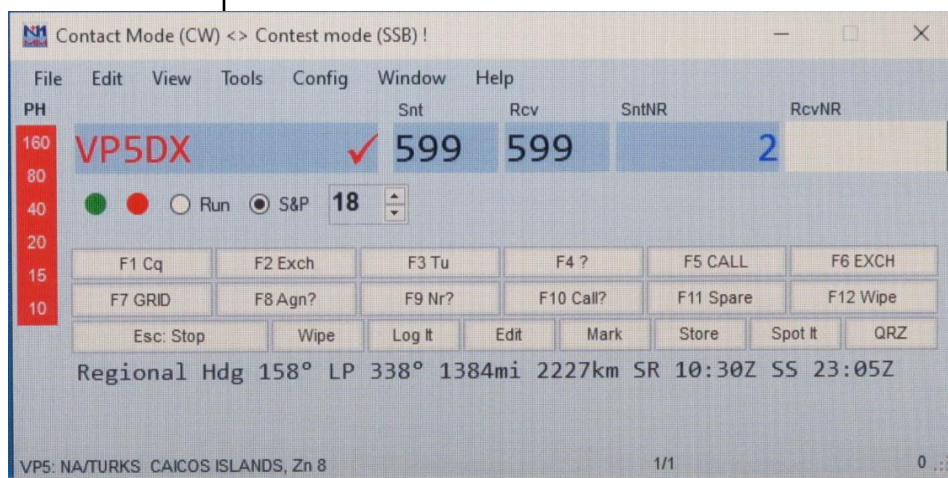 Contact Mode (CW) <> Contest mode (SSB) !
File Edit View Tools Config Window Help
PH Snt Rcv SntNR RcvNR
160 VP5DX 599 599 2
80
40 Run S&P 18
20
F1 Cq F2 Exch F3 Tu F4 ? F5 CALL F6 EXCH
15
F7 GRID F8 Agn? F9 Nr? F10 Call? F11 Spare F12 Wipe
10
Esc: Stop Wipe Log It Edit Mark Store Spot It QRZ
Regional Hdg 158° LP 338° 1384mi 2227km SR 10:30Z SS 23:05Z
VP5: NA/TURKS CAICOS ISLANDS, Zn 8 1/1 0